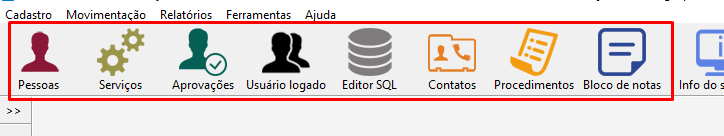 Cadastro Movimentação Relatórios Ferramentas Ajuda
Pessoas Serviços Aprovações Usuário logado Editor SQL Contatos Procedimentos Bloco de notas Info do s
>>